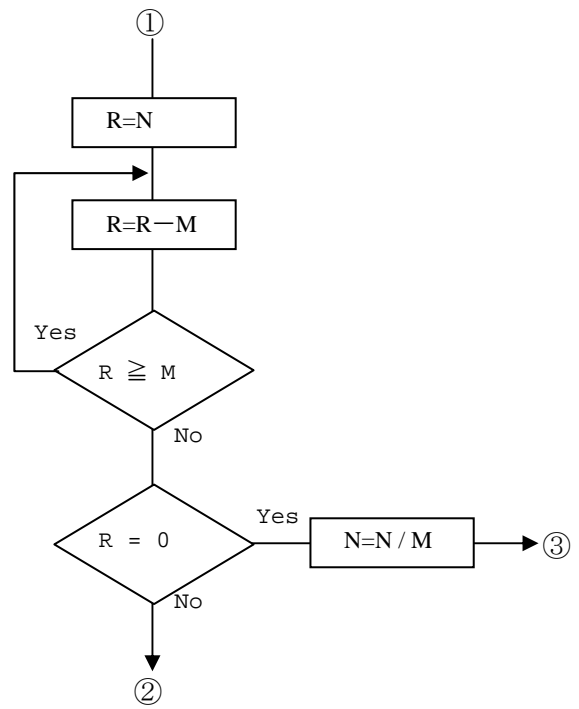 ①
R=N
R=R－M
Yes
R ≧ M
No
Yes
R = 0
N=N / M
③
No
②